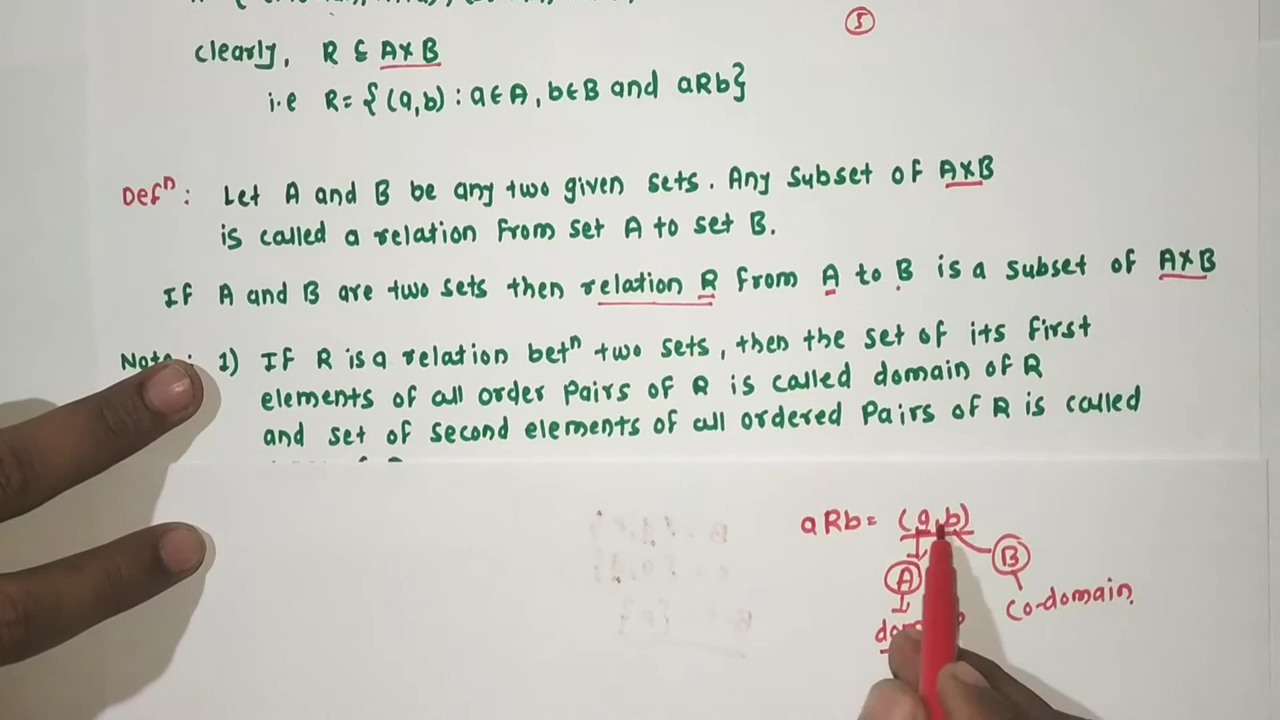 ⑤
clearly, R ⊆ A×B
i.e R = {(a,b) : a∈A, b∈B and aRb}
Defⁿ : Let A and B be any two given sets. Any subset of A×B
is called a relation from set A to set B.
If A and B are two sets then relation R from A to B is a subset of A×B
Note: 1) If R is a relation betⁿ two sets, then the set of its first
elements of all order pairs of R is called domain of R
and set of second elements of all ordered pairs of R is called
aRb = (a,b)
A B
co-domain